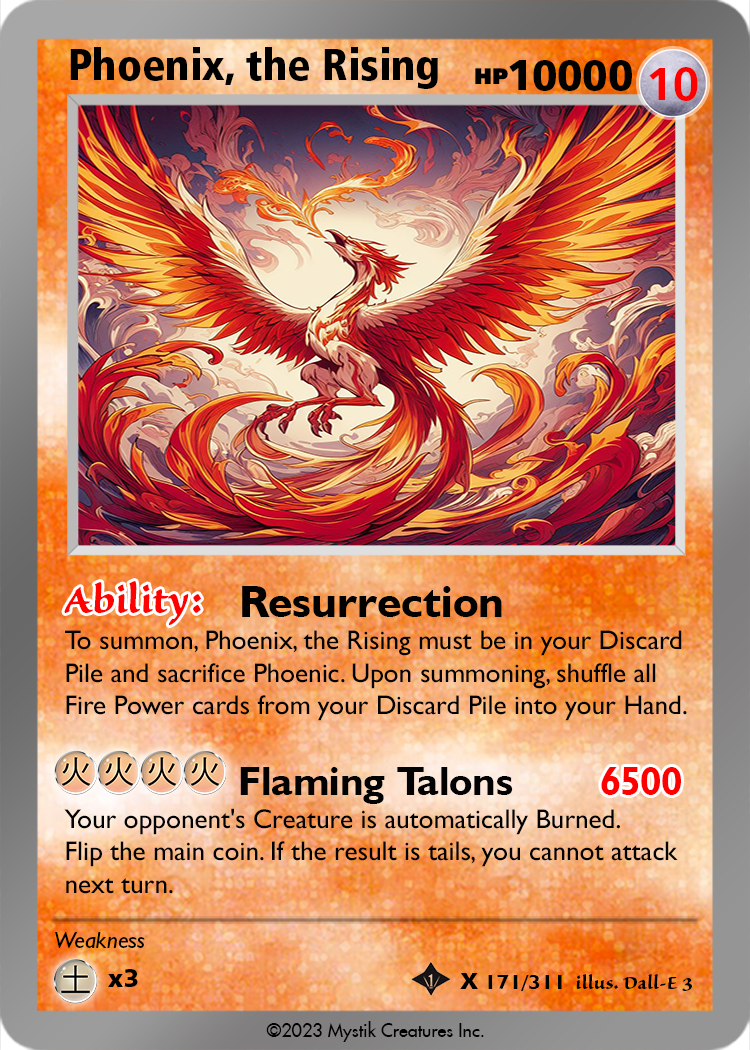 Phoenix, the Rising HP10000 10
Ability: Resurrection
To summon, Phoenix, the Rising must be in your Discard
Pile and sacrifice Phoenic. Upon summoning, shuffle all
Fire Power cards from your Discard Pile into your Hand.
火 火 火 火 Flaming Talons 6500
Your opponent's Creature is automatically Burned.
Flip the main coin. If the result is tails, you cannot attack
next turn.
Weakness
土 x3 1 X 171/311 illus. Dall-E 3
©2023 Mystik Creatures Inc.